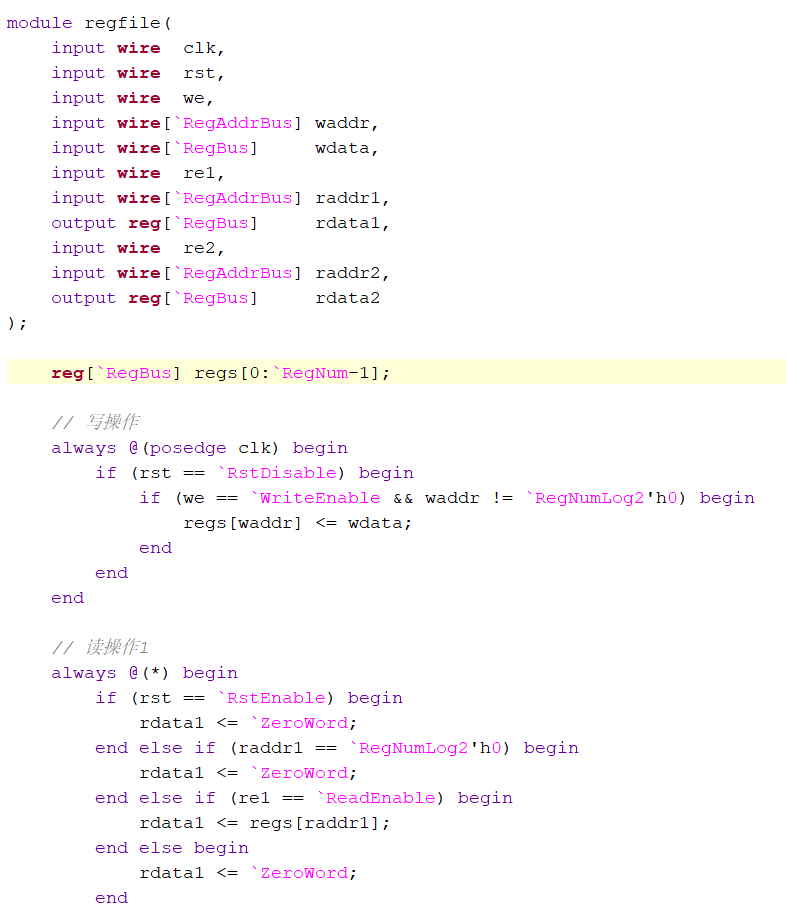 module regfile(
    input wire  clk,
    input wire  rst,
    input wire  we,
    input wire[`RegAddrBus] waddr,
    input wire[`RegBus]     wdata,
    input wire  re1,
    input wire[`RegAddrBus] raddr1,
    output reg[`RegBus]     rdata1,
    input wire  re2,
    input wire[`RegAddrBus] raddr2,
    output reg[`RegBus]     rdata2
);

    reg[`RegBus] regs[0:`RegNum-1];

    // 写操作
    always @(posedge clk) begin
        if (rst == `RstDisable) begin
            if (we == `WriteEnable && waddr != `RegNumLog2'h0) begin
                regs[waddr] <= wdata;
            end
        end
    end

    // 读操作1
    always @(*) begin
        if (rst == `RstEnable) begin
            rdata1 <= `ZeroWord;
        end else if (raddr1 == `RegNumLog2'h0) begin
            rdata1 <= `ZeroWord;
        end else if (re1 == `ReadEnable) begin
            rdata1 <= regs[raddr1];
        end else begin
            rdata1 <= `ZeroWord;
        end